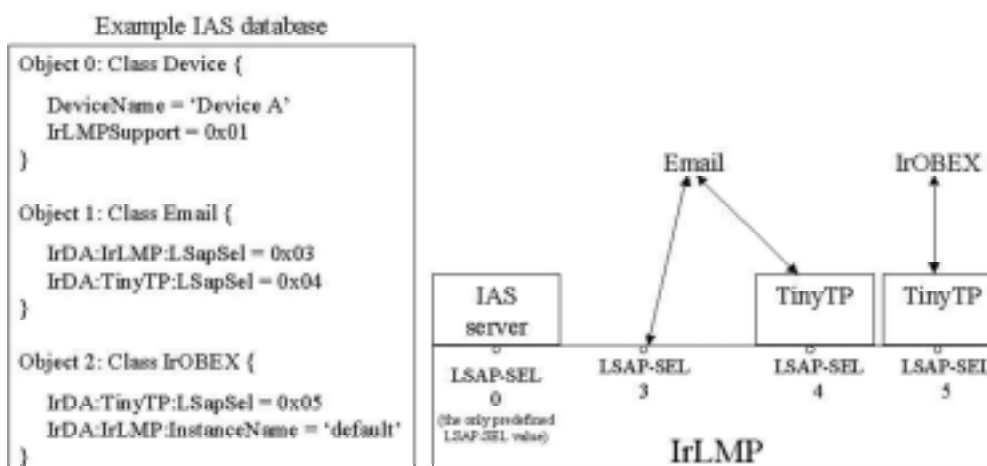 Example IAS database
Object 0: Class Device {
DeviceName = ‘Device A’
IrLMPSupport = 0x01
}
Object 1: Class Email {
IrDA:IrLMP:LSapSel = 0x03
IrDA:TinyTP:LSapSel = 0x04
}
Object 2: Class IrOBEX {
IrDA:TinyTP:LSapSel = 0x05
IrDA:IrLMP:InstanceName = ‘default’
}
Email
IrOBEX
IAS
server
TinyTP
TinyTP
LSAP-SEL
0
(the only predefined
LSAP-SEL value)
LSAP-SEL
3
LSAP-SEL
4
LSAP-SEL
5
IrLMP